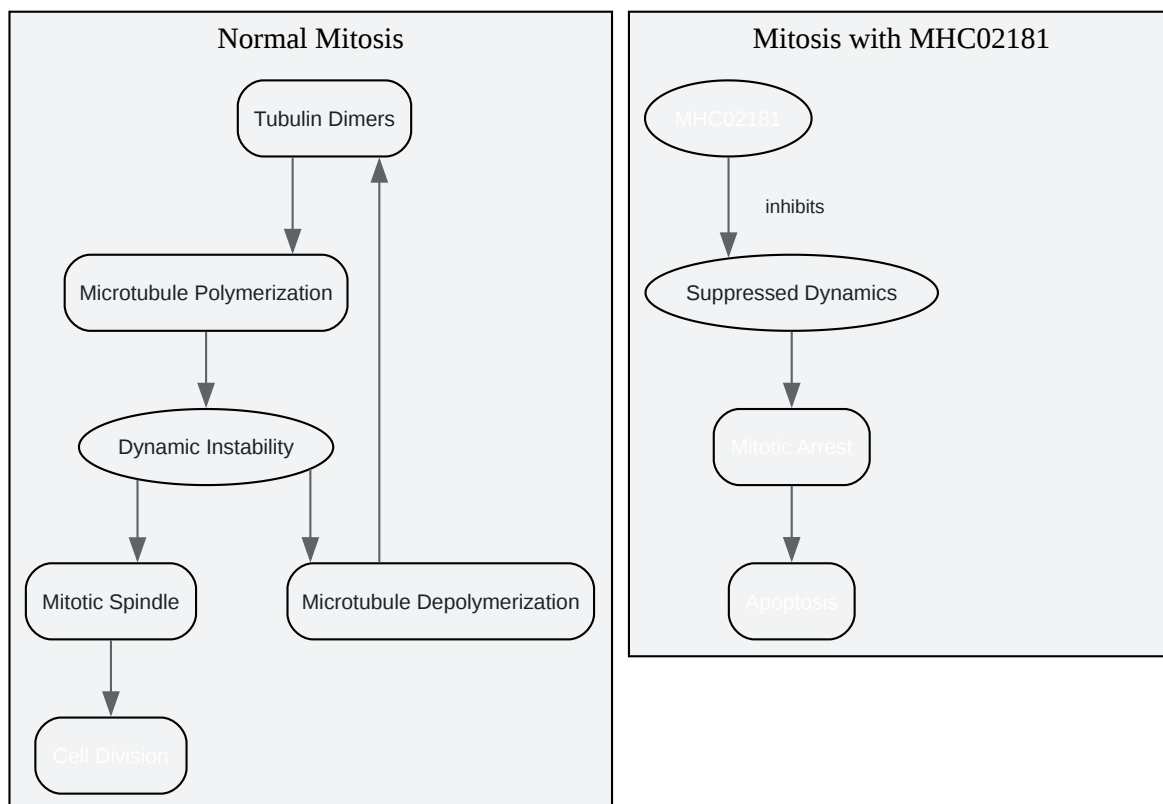 Normal Mitosis
Tubulin Dimers
Microtubule Polymerization
Dynamic Instability
Mitotic Spindle
Microtubule Depolymerization
Cell Division
Mitosis with MHC02181
MHC02181
inhibits
Suppressed Dynamics
Mitotic Arrest
Apoptosis